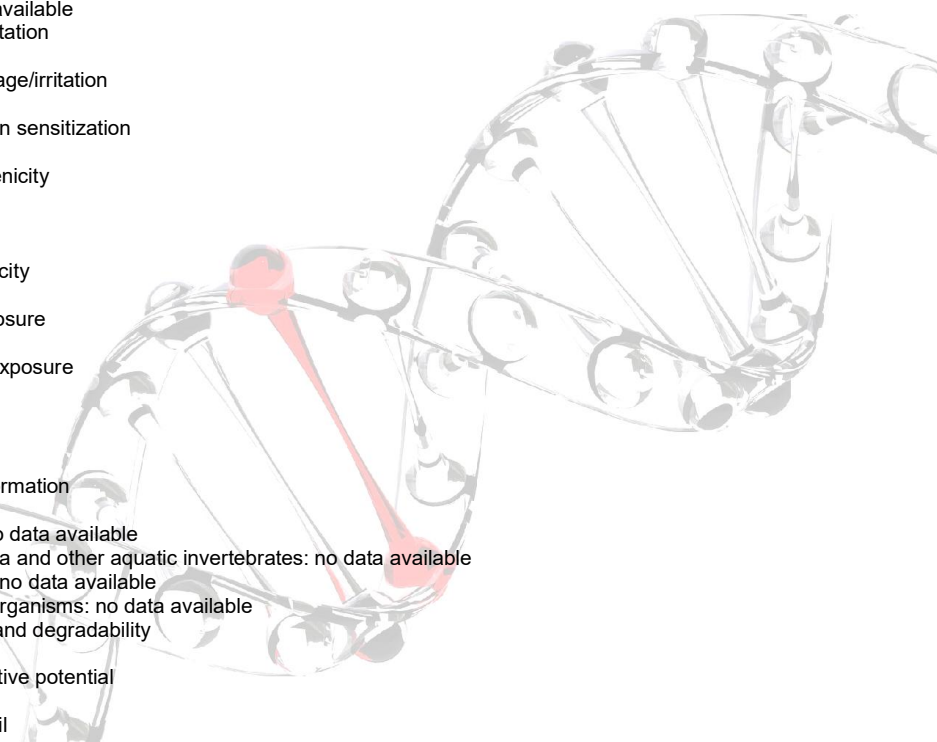 available
tation
age/irritation
n sensitization
enicity
city
osure
xposure
rmation
o data available
a and other aquatic invertebrates: no data available
no data available
rganisms: no data available
and degradability
tive potential
il